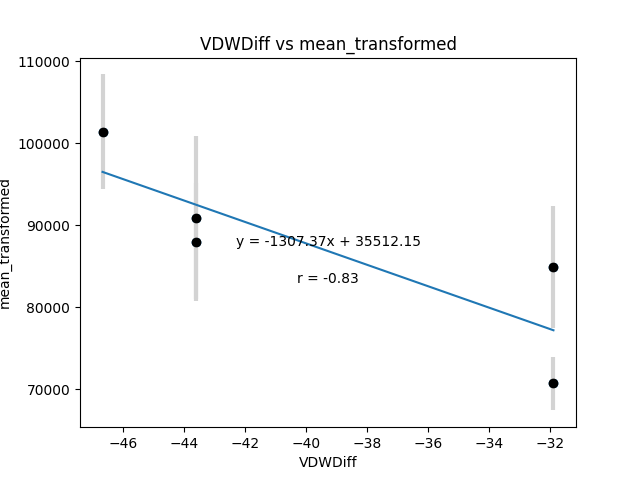 VDWDiff vs mean_transformed
110000
100000
90000
80000
70000
mean_transformed
y = -1307.37x + 35512.15
r = -0.83
−46 −44 −42 −40 −38 −36 −34 −32
VDWDiff